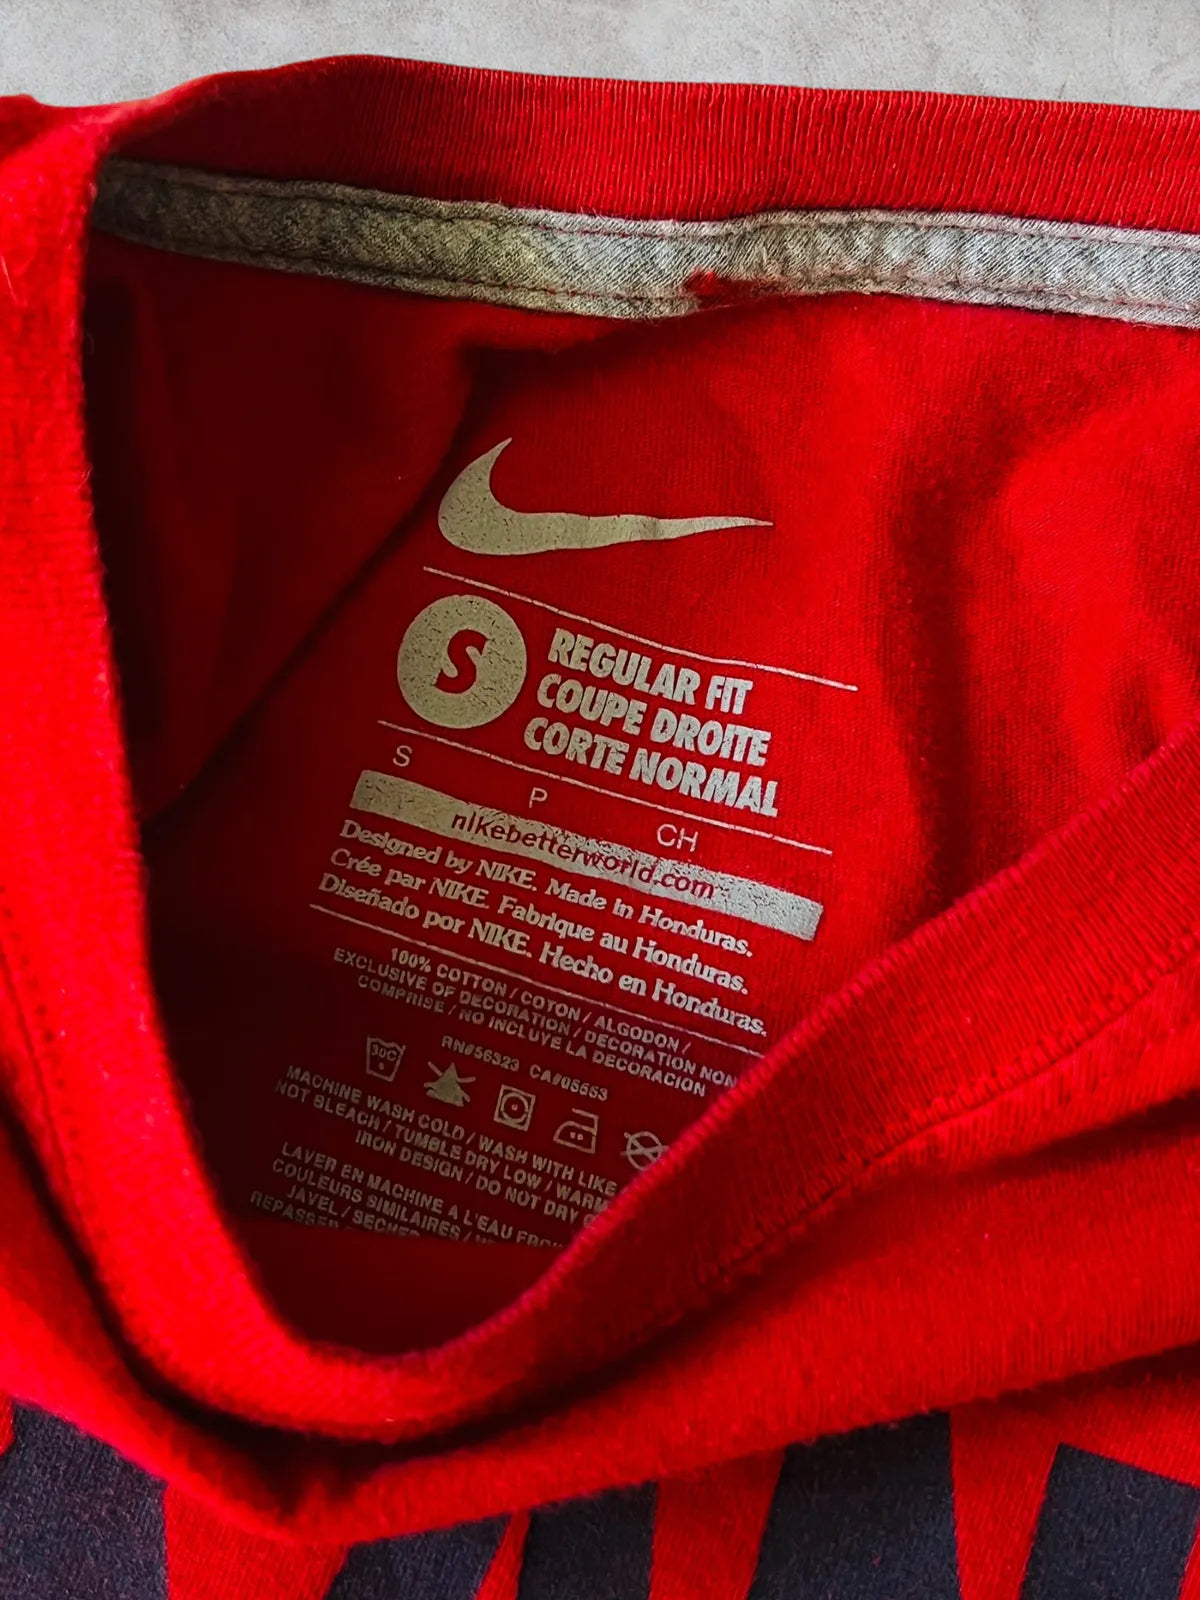 S
REGULAR FIT
COUPE DROITE
CORTE NORMAL
S P CH
nikebetterworld.com
Designed by NIKE. Made in Honduras.
Crée par NIKE. Fabrique au Honduras.
Diseñado por NIKE. Hecho en Honduras.
100% COTTON / COTON / ALGODON /
EXCLUSIVE OF DECORATION / DECORATION NON
COMPRISE / NO INCLUYE LA DECORACION
RN#56323 CA#05553
30C
MACHINE WASH COLD / WASH WITH LIKE
NOT BLEACH / TUMBLE DRY LOW / WARM
IRON DESIGN / DO NOT DRY
LAVER EN MACHINE A L'EAU
COULEURS SIMILAIRES /
JAVEL /